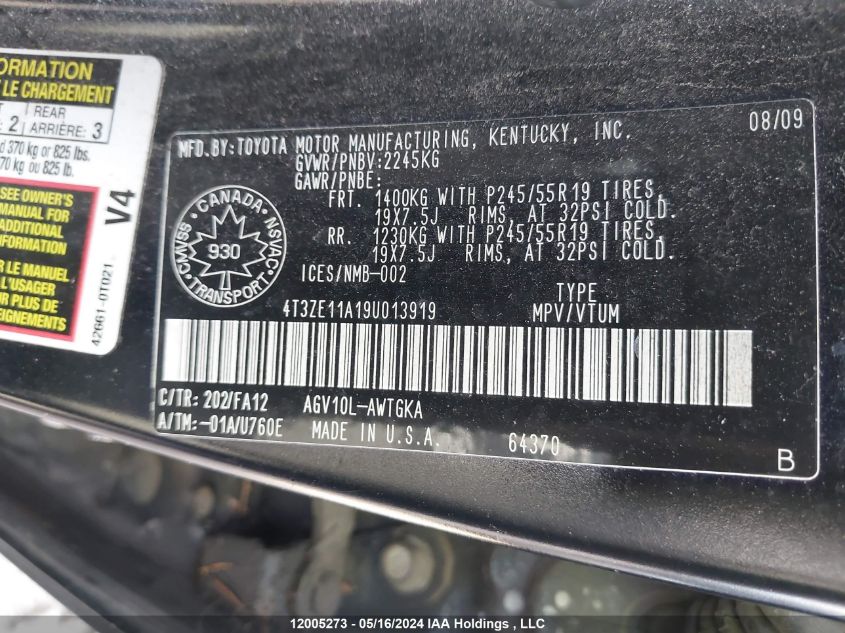 ORMATION
LE CHARGEMENT
2 REAR
ARRIÈRE: 3
370 kg or 825 lbs.
70 kg ou 825 lb.
SEE OWNER'S
MANUAL FOR
ADDITIONAL
INFORMATION
R LE MANUEL
L'USAGER
UR PLUS DE
EIGNEMENTS
V4
42661-0T021
MFD.BY:TOYOTA MOTOR MANUFACTURING, KENTUCKY, INC. 08/09
GVWR/PNBV:2245KG
GAWR/PNBE:
FRT. 1400KG WITH P245/55R19 TIRES,
19X7.5J RIMS, AT 32PSI COLD.
RR. 1230KG WITH P245/55R19 TIRES,
19X7.5J RIMS, AT 32PSI COLD.
ICES/NMB-002
CANADA
CMVSS NSVAC
930
TRANSPORT
4T3ZE11A19U013919
TYPE
MPV/VTUM
C/TR: 202/FA12 AGV10L-AWTGKA
A/TM:-01A/U760E MADE IN U.S.A. 64370
B
12005273 - 05/16/2024 IAA Holdings, LLC.